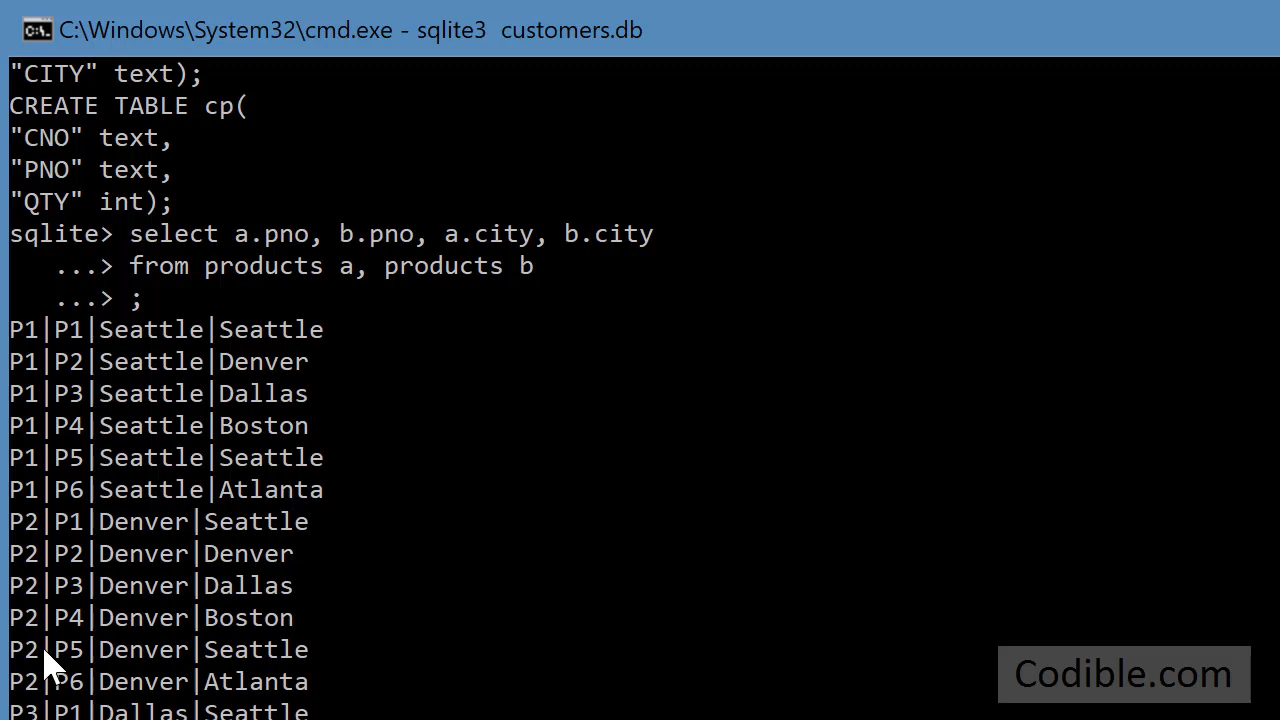 C:\Windows\System32\cmd.exe - sqlite3  customers.db
"CITY" text);
CREATE TABLE cp(
"CNO" text,
"PNO" text,
"QTY" int);
sqlite> select a.pno, b.pno, a.city, b.city
   ...> from products a, products b
   ...> ;
P1|P1|Seattle|Seattle
P1|P2|Seattle|Denver
P1|P3|Seattle|Dallas
P1|P4|Seattle|Boston
P1|P5|Seattle|Seattle
P1|P6|Seattle|Atlanta
P2|P1|Denver|Seattle
P2|P2|Denver|Denver
P2|P3|Denver|Dallas
P2|P4|Denver|Boston
P2|P5|Denver|Seattle
P2|P6|Denver|Atlanta
P3|P1|Dallas|Seattle
Codible.com